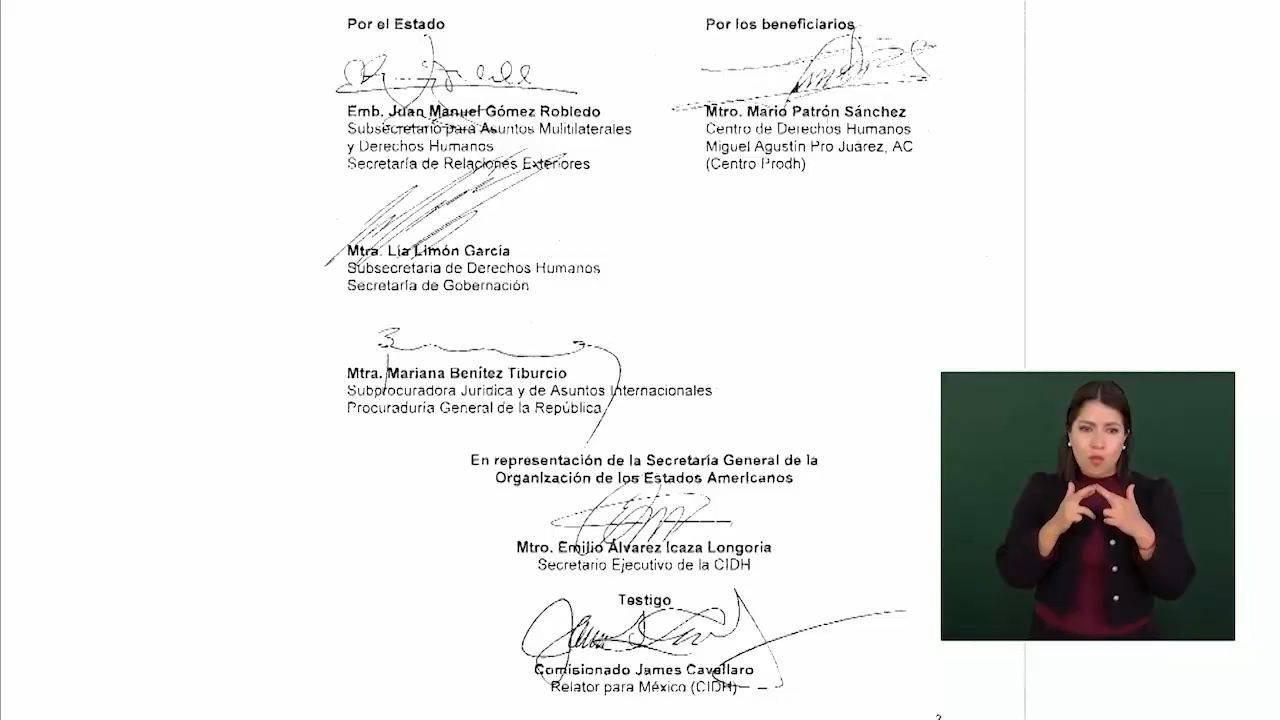 Por el Estado
Emb. Juan Manuel Gómez Robledo
Subsecretario para Asuntos Mulitilaterales
y Derechos Humanos
Secretaría de Relaciones Exteriores
Mtra. Lía Limón García
Subsecretaria de Derechos Humanos
Secretaría de Gobernación
Mtra. Mariana Benítez Tiburcio
Subprocuradora Jurídica y de Asuntos Internacionales
Procuraduría General de la República
Por los beneficiarios
Mtro. Mario Patrón Sánchez
Centro de Derechos Humanos
Miguel Agustín Pro Juárez, AC
(Centro Prodh)
En representación de la Secretaría General de la
Organización de los Estados Americanos
Mtro. Emilio Álvarez Icaza Longoria
Secretario Ejecutivo de la CIDH
Testigo
Comisionado James Cavallaro
Relator para México (CIDH)